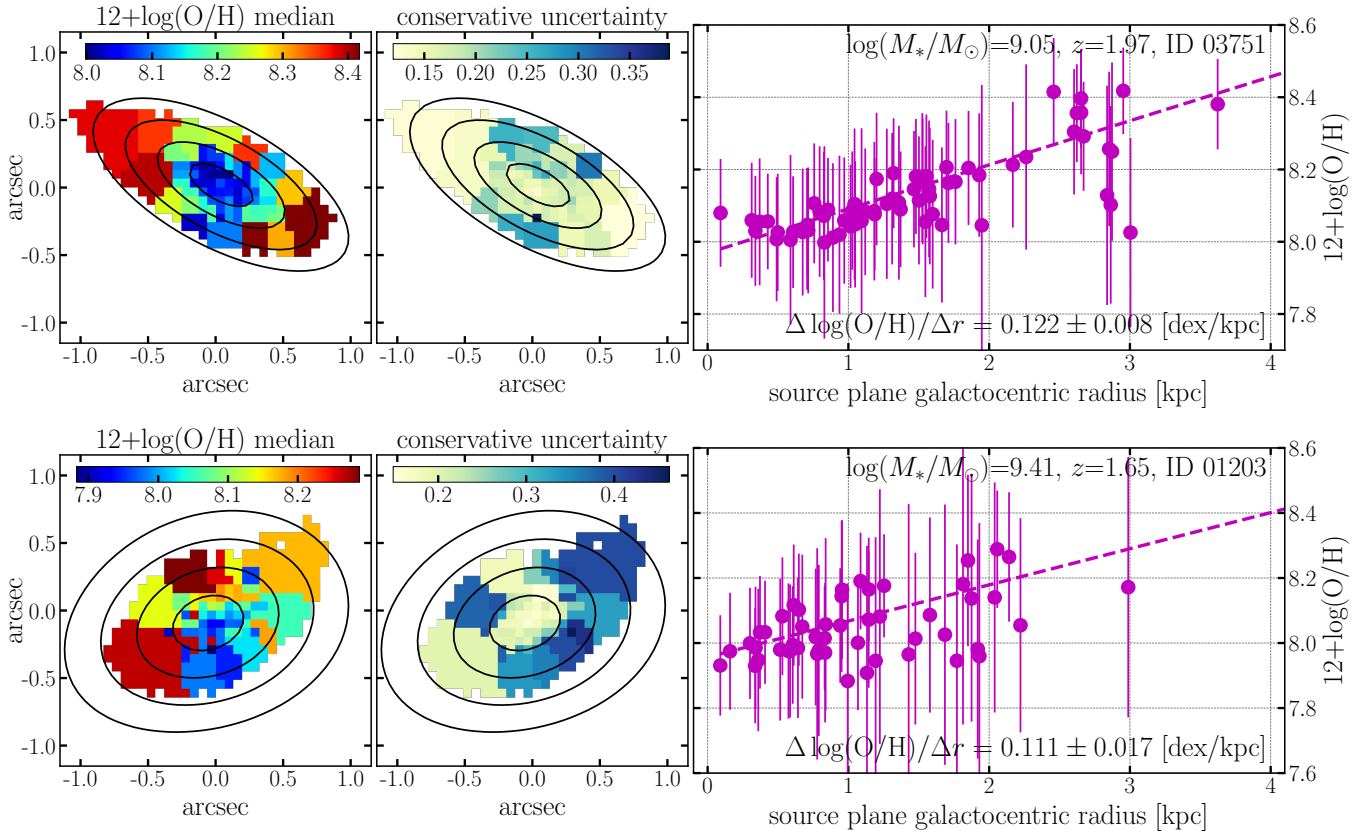 12+log(O/H) median
8.0 8.1 8.2 8.3 8.4
arcsec
1.0
0.5
0.0
-0.5
-1.0
-1.0 -0.5 0.0 0.5 1.0
arcsec
conservative uncertainty
0.15 0.20 0.25 0.30 0.35
-1.0 -0.5 0.0 0.5 1.0
arcsec
log(M*/M⊙)=9.05, z=1.97, ID 03751
Δ log(O/H)/Δr = 0.122 ± 0.008 [dex/kpc]
8.6
8.4
8.2
8.0
7.8
12+log(O/H)
0 1 2 3 4
source plane galactocentric radius [kpc]
12+log(O/H) median
7.9 8.0 8.1 8.2
arcsec
1.0
0.5
0.0
-0.5
-1.0
-1.0 -0.5 0.0 0.5 1.0
arcsec
conservative uncertainty
0.2 0.3 0.4
-1.0 -0.5 0.0 0.5 1.0
arcsec
log(M*/M⊙)=9.41, z=1.65, ID 01203
Δ log(O/H)/Δr = 0.111 ± 0.017 [dex/kpc]
8.6
8.4
8.2
8.0
7.8
7.6
12+log(O/H)
0 1 2 3 4
source plane galactocentric radius [kpc]